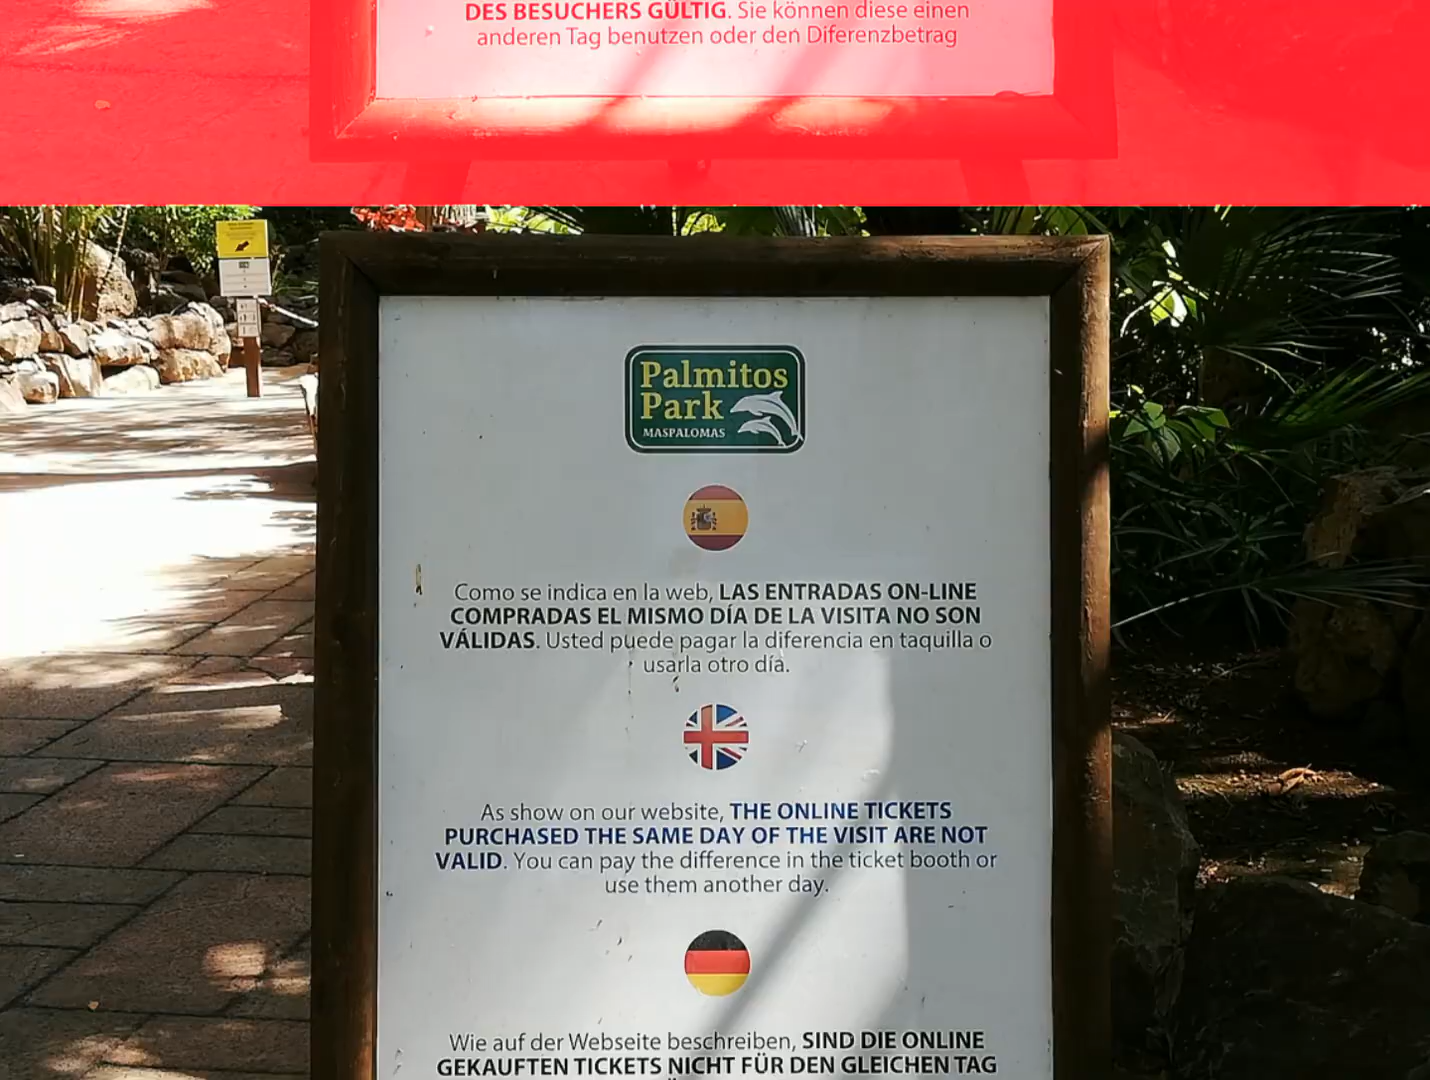 DES BESUCHERS GÜLTIG. Sie können diese einen
anderen Tag benutzen oder den Diferenzbetrag
Palmitos
Park
MASPALOMAS
Como se indica en la web, LAS ENTRADAS ON-LINE
COMPRADAS EL MISMO DÍA DE LA VISITA NO SON
VÁLIDAS. Usted puede pagar la diferencia en taquilla o
usarla otro día.
As show on our website, THE ONLINE TICKETS
PURCHASED THE SAME DAY OF THE VISIT ARE NOT
VALID. You can pay the difference in the ticket booth or
use them another day.
Wie auf der Webseite beschreiben, SIND DIE ONLINE
GEKAUFTEN TICKETS NICHT FÜR DEN GLEICHEN TAG